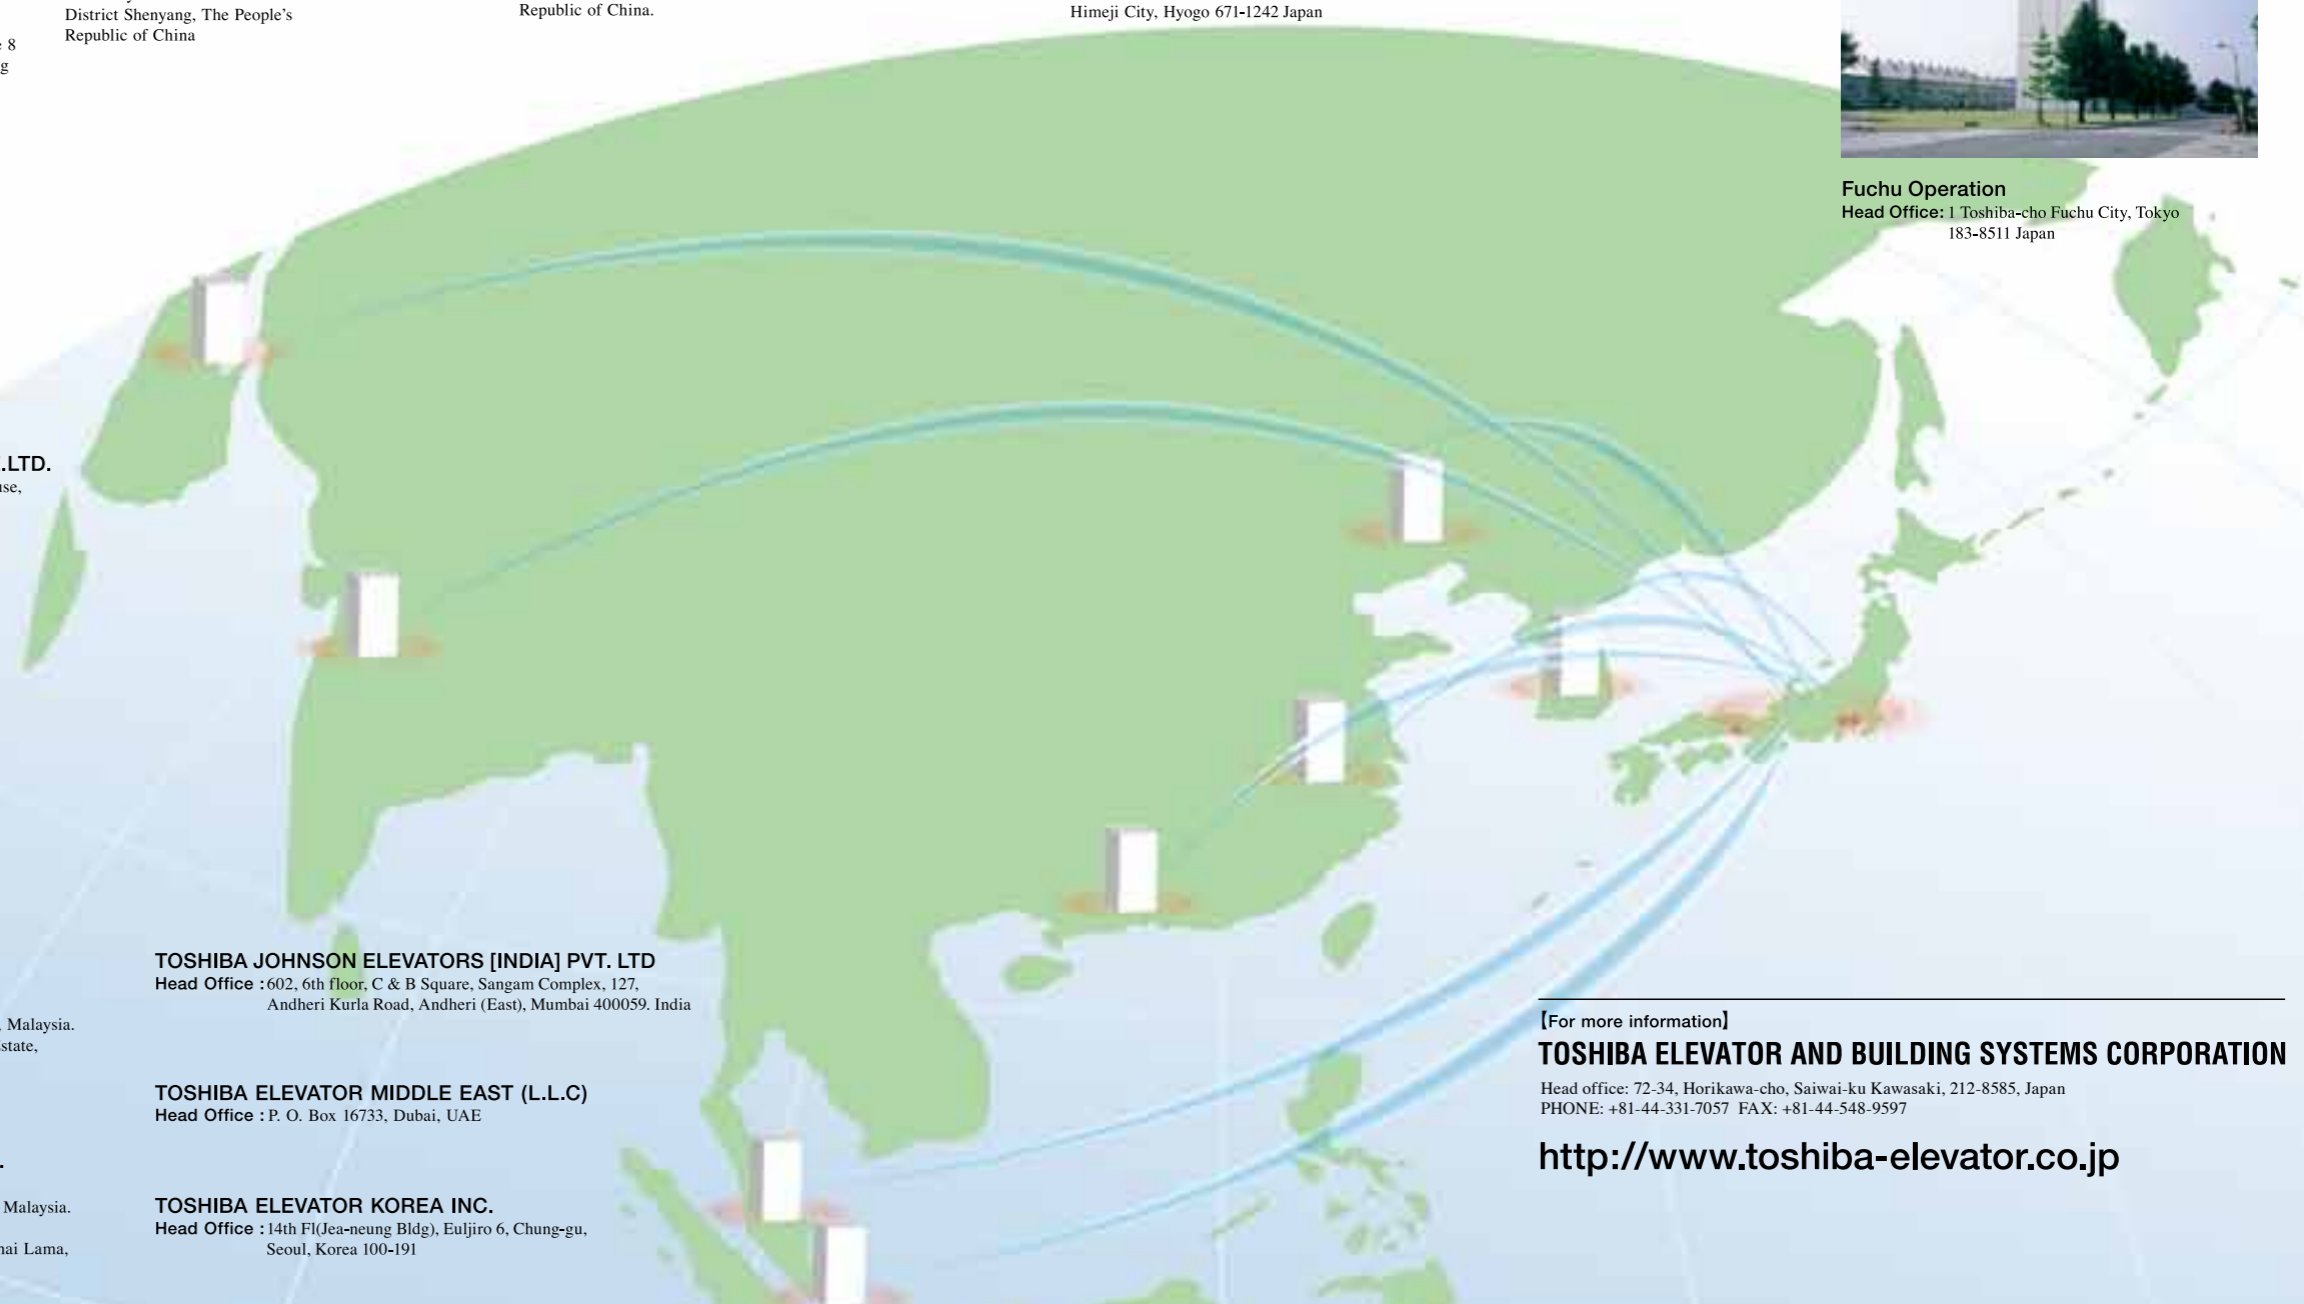 District Shenyang, The People's
Republic of China
Republic of China.
Himeji City, Hyogo 671-1242 Japan
8
g
Fuchu Operation
Head Office: 1 Toshiba-cho Fuchu City, Tokyo
183-8511 Japan
.LTD.
TOSHIBA JOHNSON ELEVATORS [INDIA] PVT. LTD
Head Office : 602, 6th floor, C & B Square, Sangam Complex, 127,
Andheri Kurla Road, Andheri (East), Mumbai 400059. India
Malaysia.
TOSHIBA ELEVATOR MIDDLE EAST (L.L.C)
Head Office : P. O. Box 16733, Dubai, UAE
Malaysia.
Lama,
TOSHIBA ELEVATOR KOREA INC.
Head Office : 14th Fl(Jea-neung Bldg), Euljiro 6, Chung-gu,
Seoul, Korea 100-191
【For more information】
TOSHIBA ELEVATOR AND BUILDING SYSTEMS CORPORATION
Head office: 72-34, Horikawa-cho, Saiwai-ku Kawasaki, 212-8585, Japan
PHONE: +81-44-331-7057 FAX: +81-44-548-9597
http://www.toshiba-elevator.co.jp